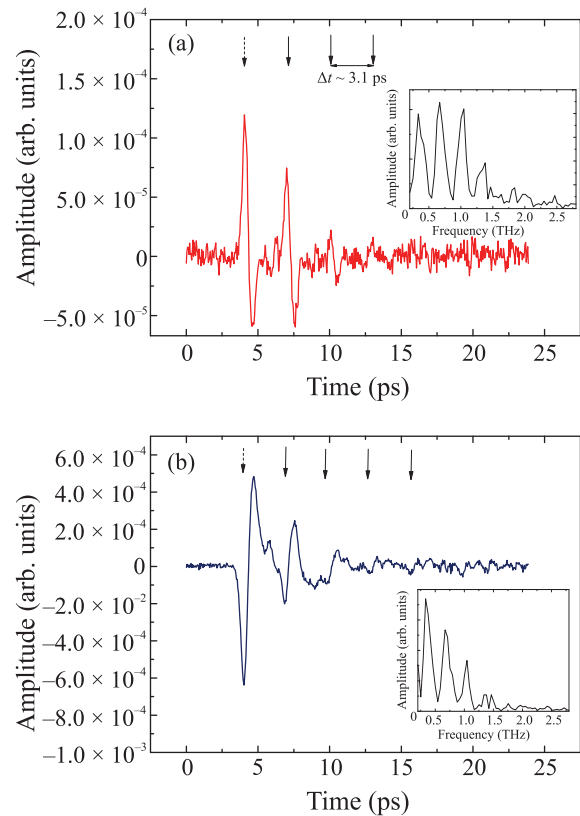 (a)
Δt ~ 3.1 ps
2.0 × 10⁻⁴
1.5 × 10⁻⁴
1.0 × 10⁻⁴
5.0 × 10⁻⁵
0
–5.0 × 10⁻⁵
Amplitude (arb. units)
0 5 10 15 20 25
Time (ps)
Amplitude (arb. units)
0.5 1.0 1.5 2.0 2.5
Frequency (THz)
(b)
6.0 × 10⁻⁴
4.0 × 10⁻⁴
2.0 × 10⁻⁴
0
–2.0 × 10⁻²
–4.0 × 10⁻⁴
–6.0 × 10⁻⁴
–8.0 × 10⁻⁴
–1.0 × 10⁻³
Amplitude (arb. units)
0 5 10 15 20 25
Time (ps)
Amplitude (arb. units)
0.5 1.0 1.5 2.0 2.5
Frequency (THz)